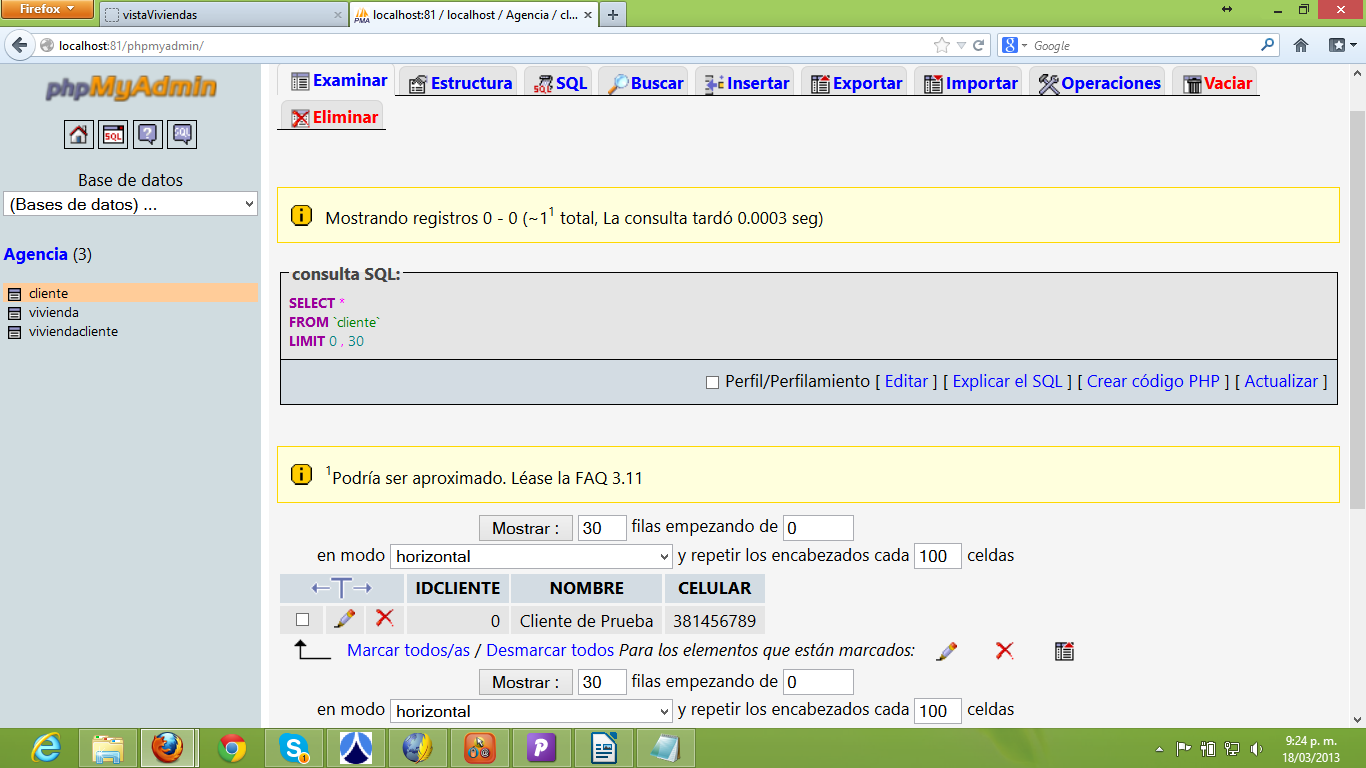 Firefox
vistaViviendas
localhost:81 / localhost / Agencia / cl...
localhost:81/phpmyadmin/
Google
phpMyAdmin
SQL
SQL
Base de datos
(Bases de datos) ...
Agencia (3)
cliente
vivienda
viviendacliente
Examinar
Estructura
SQL
Buscar
Insertar
Exportar
Importar
Operaciones
Vaciar
Eliminar
Mostrando registros 0 - 0 (~1¹ total, La consulta tardó 0.0003 seg)
consulta SQL:
SELECT *
FROM `cliente`
LIMIT 0 , 30
Perfil/Perfilamiento [ Editar ] [ Explicar el SQL ] [ Crear código PHP ] [ Actualizar ]
¹Podría ser aproximado. Léase la FAQ 3.11
Mostrar : 30 filas empezando de 0
en modo horizontal y repetir los encabezados cada 100 celdas
←T→ IDCLIENTE NOMBRE CELULAR
0 Cliente de Prueba 381456789
Marcar todos/as / Desmarcar todos Para los elementos que están marcados:
Mostrar : 30 filas empezando de 0
en modo horizontal y repetir los encabezados cada 100 celdas
9:24 p. m.
18/03/2013